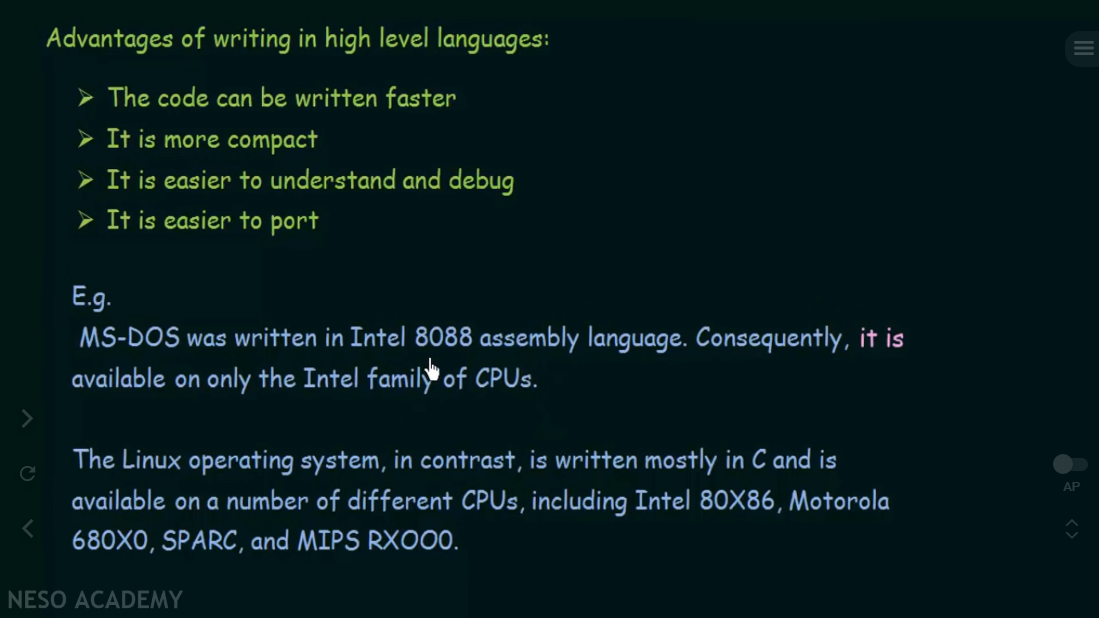 Advantages of writing in high level languages:
➢ The code can be written faster
➢ It is more compact
➢ It is easier to understand and debug
➢ It is easier to port
E.g.
MS-DOS was written in Intel 8088 assembly language. Consequently, it is
available on only the Intel family of CPUs.
The Linux operating system, in contrast, is written mostly in C and is
available on a number of different CPUs, including Intel 80X86, Motorola
680X0, SPARC, and MIPS RXOO0.
AP
NESO ACADEMY